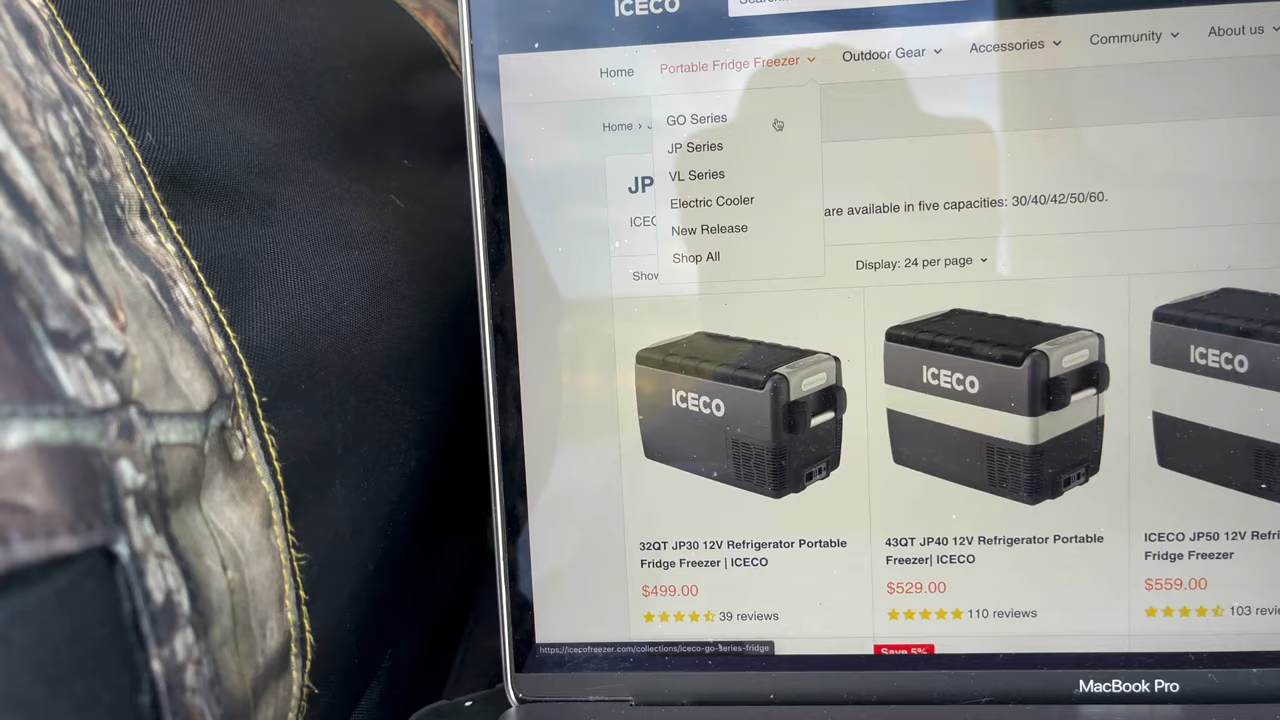 ICECO
Home Portable Fridge Freezer Outdoor Gear Accessories Community About us
Home ›
GO Series
JP Series
VL Series
Electric Cooler
New Release
Shop All
JP
are available in five capacities: 30/40/42/50/60.
Display: 24 per page
ICECO
ICECO
ICECO
32QT JP30 12V Refrigerator Portable
Fridge Freezer | ICECO
$499.00
39 reviews
43QT JP40 12V Refrigerator Portable
Freezer| ICECO
$529.00
110 reviews
ICECO JP50 12V
Fridge Freezer
$559.00
103
https://icecofreezer.com/collections/iceco-go-series-fridge
Save 5%
MacBook Pro